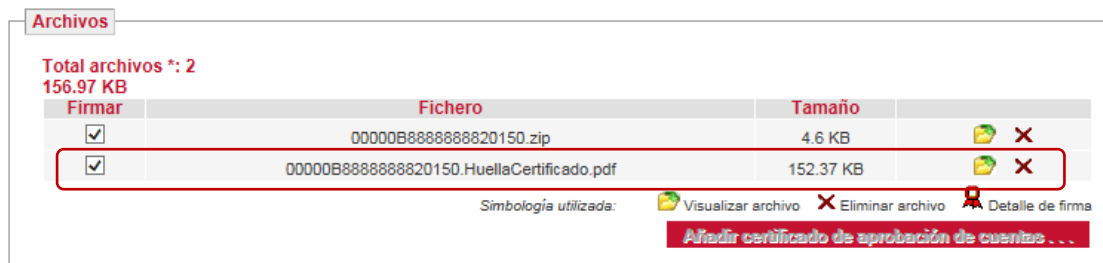 Archivos
Total archivos *: 2
156.97 KB
Firmar Fichero Tamaño
00000B8888888820150.zip 4.6 KB
00000B8888888820150.HuellaCertificado.pdf 152.37 KB
Simbología utilizada: Visualizar archivo Eliminar archivo Detalle de firma
Añadir certificado de aprobación de cuentas . . .